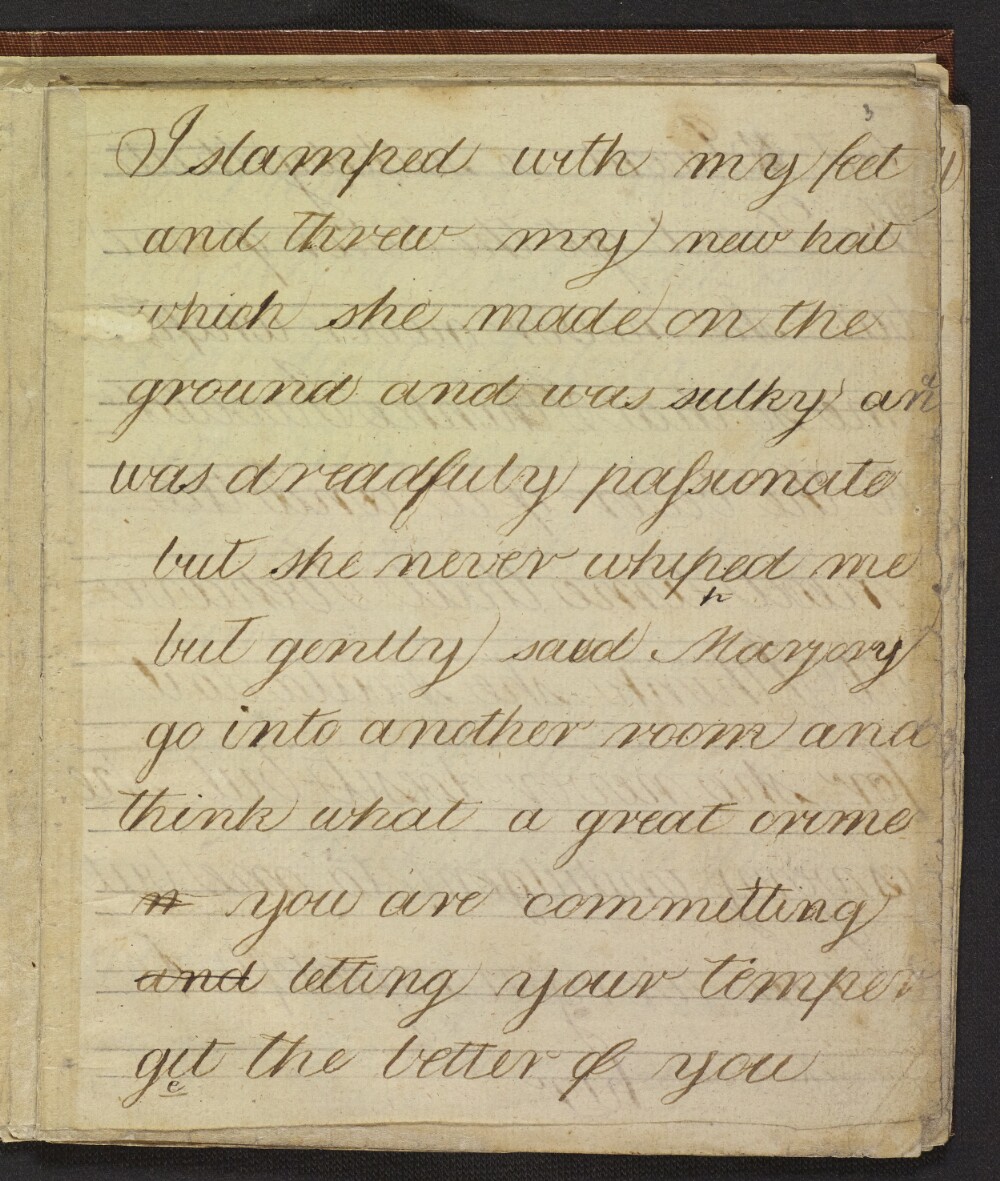 3
I stamped with my feet
and threw my new hat
which she made on the
ground and was sulky and
was dreadfuly paſsionate
but she never whiped me
p
but gently said Marjory
go into another room and
think what a great crime
n you are committing
and letting your temper
git the better of you
e